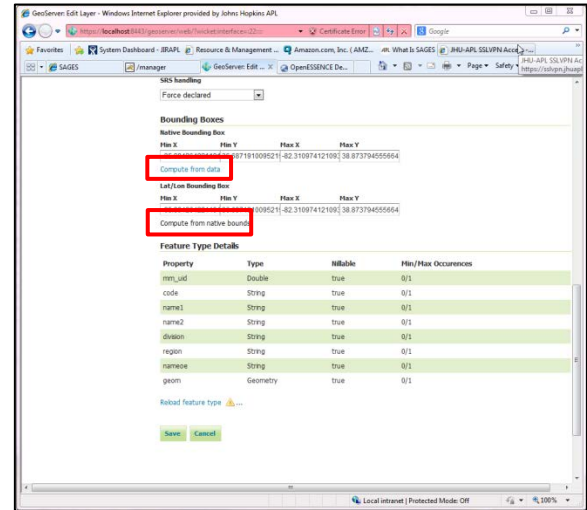 GeoServer: Edit Layer - Windows Internet Explorer provided by Johns Hopkins APL
Certificate Error
Google
Favorites
System Dashboard - JIRAPL
Resource & Management ...
Amazon.com, Inc. (AMZ...
What Is SAGES
JHU-APL SSLVPN Acce...
SAGES
/manager
GeoServer: Edit ... X
OpenESSENCE De...
Page
Safety
JHU-APL SSLVPN Ac
SRS handling
Force declared
Bounding Boxes
Native Bounding Box
Min X Min Y Max X Max Y
-82.310974121093 38.873794555664
Compute from data
Lat/Lon Bounding Box
Min X Min Y Max X Max Y
-82.310974121093 38.873794555664
Compute from native bounds
Feature Type Details
Property Type Nillable Min/Max Occurences
mm_uid Double true 0/1
code String true 0/1
name1 String true 0/1
name2 String true 0/1
division String true 0/1
region String true 0/1
nameoe String true 0/1
geom Geometry true 0/1
Reload feature type ...
Save Cancel
Local intranet | Protected Mode: Off
100%